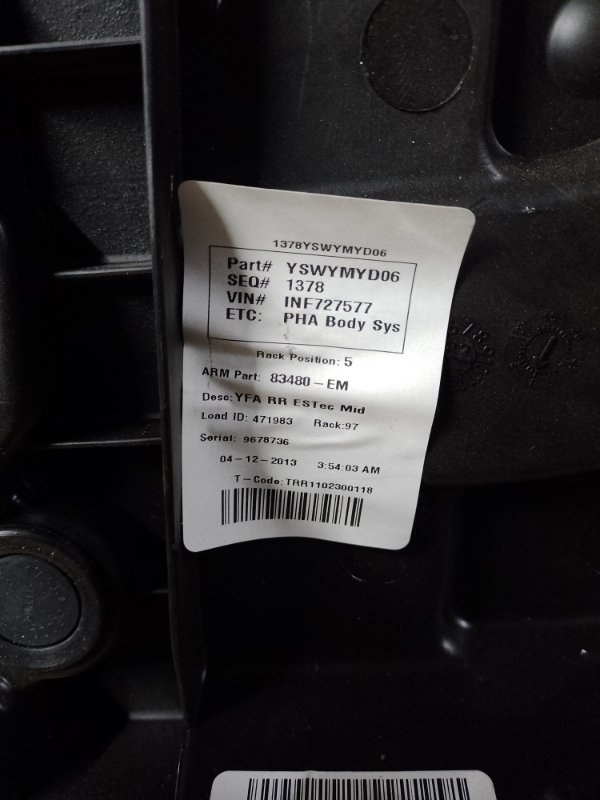 1378YSWYMYD06
Part# YSWYMYD06
SEQ# 1378
VIN# INF727577
ETC: PHA Body Sys
Rack Position: 5
ARM Part: 83480-EM
Desc: YFA RR ESTec Mid
Load ID: 471983 Rack: 97
Serial: 9678736
04-12-2013 3:54:03 AM
T-Code: TRR1102300118